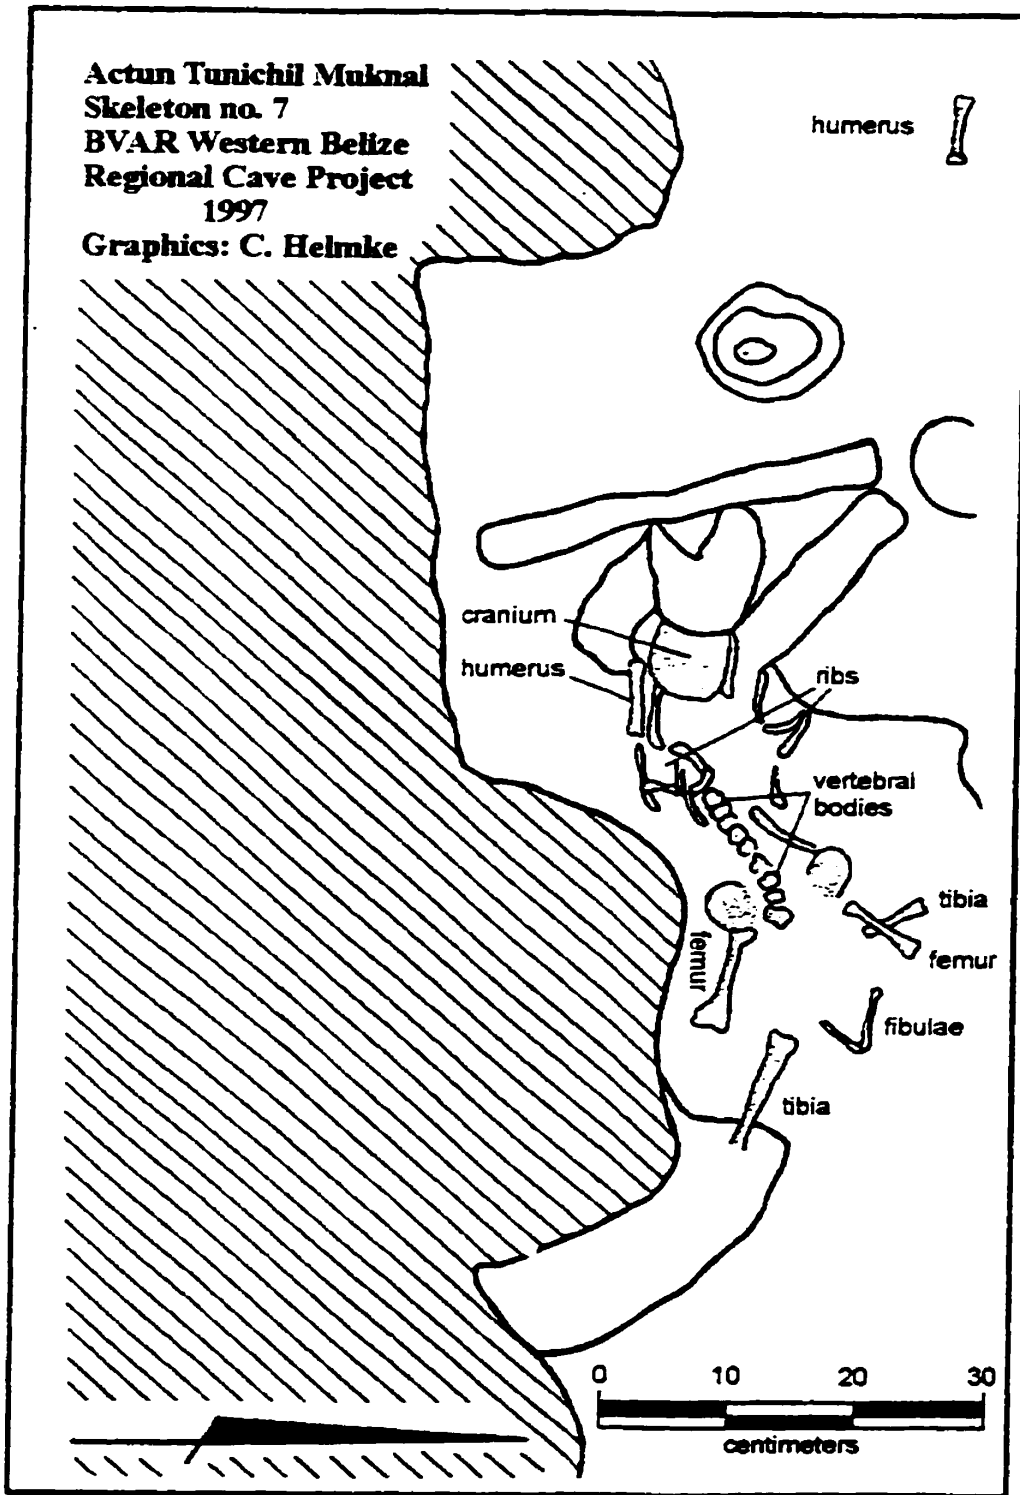 Actun Tunichil Muknal
Skeleton no. 7
BVAR Western Belize
Regional Cave Project
1997
Graphics: C. Helmke
humerus
cranium
humerus
ribs
vertebral
bodies
tibia
femur
femur
fibulae
tibia
0 10 20 30
centimeters